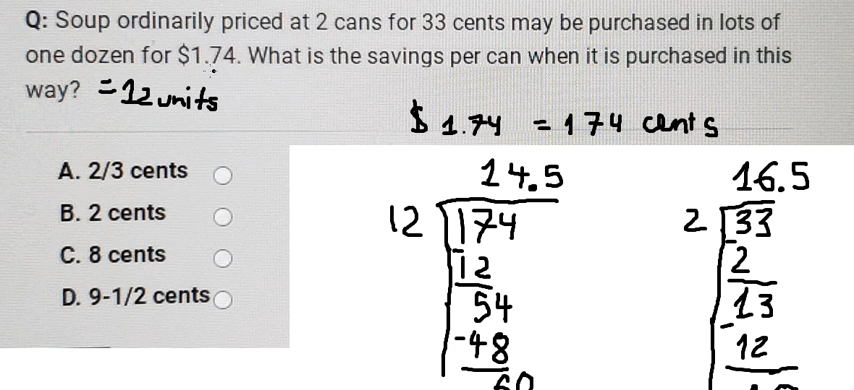 Q: Soup ordinarily priced at 2 cans for 33 cents may be purchased in lots of
one dozen for $1.74. What is the savings per can when it is purchased in this
way? =12 units
$ 1.74 = 174 cents
A. 2/3 cents
B. 2 cents
C. 8 cents
D. 9-1/2 cents
14.5
12 174
12
54
-48
60
16.5
2 33
-2
13
-12